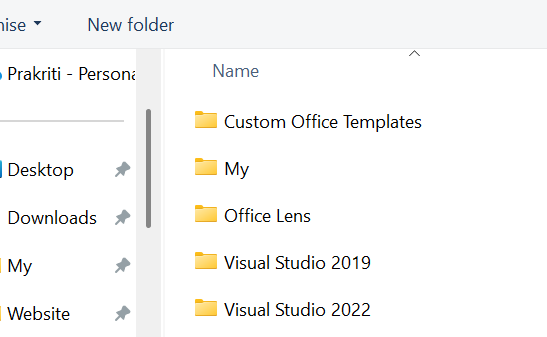 nise New folder
Prakriti - Persona
Desktop
Downloads
My
Website
Name
Custom Office Templates
My
Office Lens
Visual Studio 2019
Visual Studio 2022